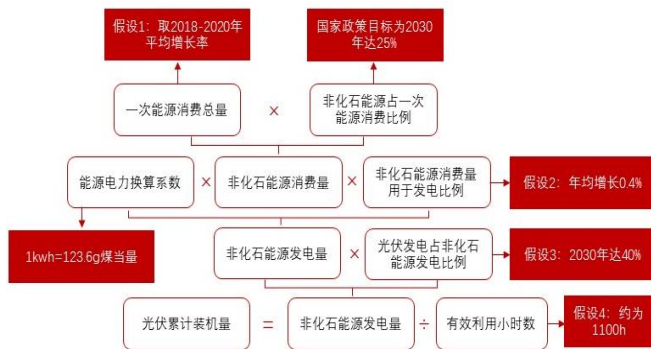 假设1：取2018-2020年
平均增长率
国家政策目标为2030
年达25%
一次能源消费总量
×
非化石能源占一次
能源消费比例
能源电力换算系数
×
非化石能源消费量
×
非化石能源消费量
用于发电比例
假设2：年均增长0.4%
1kwh=123.6g煤当量
非化石能源发电量
×
光伏发电占非化石
能源发电比例
假设3：2030年达40%
光伏累计装机量
=
非化石能源发电量
÷
有效利用小时数
假设4：约为
1100h